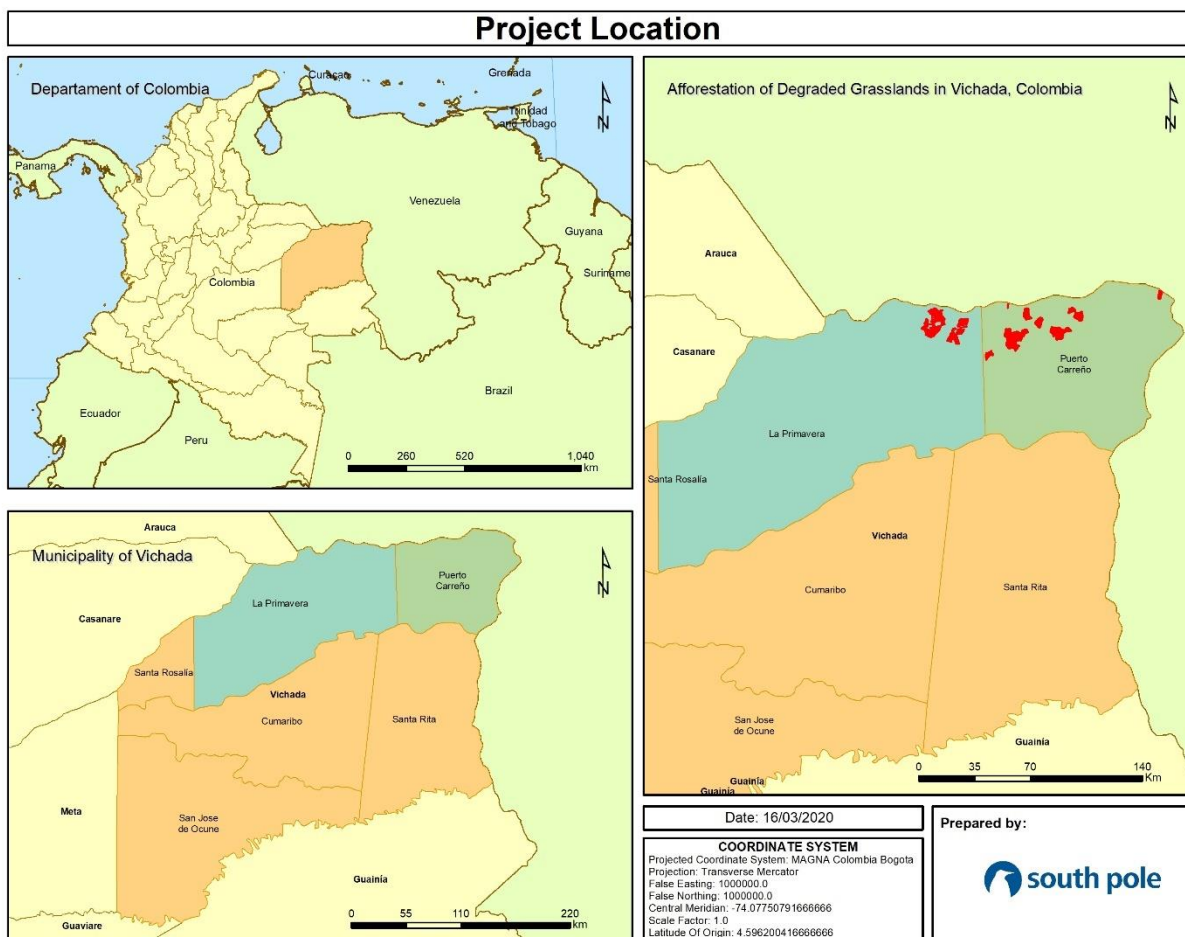 Project Location
Departament of Colombia
Curaçao
Grenada
Trinidad
and Tobago
N
Panama
Venezuela
Guyana
Suriname
Colombia
Ecuador
Peru
Brazil
0 260 520 1,040
km
Municipality of Vichada
N
Arauca
Casanare
La Primavera
Puerto
Carreño
Santa Rosalía
Vichada
Cumaribo
Santa Rita
Meta
San Jose
de Ocune
Guainía
Guaviare
0 55 110 220
km
Afforestation of Degraded Grasslands in Vichada, Colombia
N
Arauca
Casanare
Puerto
Carreño
La Primavera
Santa Rosalía
Vichada
Cumaribo
Santa Rita
San Jose
de Ocune
Guainía
Guainía
Guainía
0 35 70 140
Km
Date: 16/03/2020
COORDINATE SYSTEM
Projected Coordinate System: MAGNA Colombia Bogota
Projection: Transverse Mercator
False Easting: 1000000.0
False Northing: 1000000.0
Central Meridian: -74.07750791666666
Scale Factor: 1.0
Latitude Of Origin: 4.596200416666666
Prepared by:
south pole